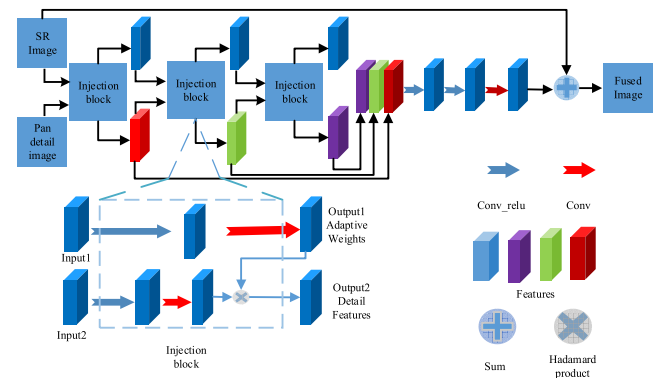 SR
Image
Pan
detail
image
Injection
block
Injection
block
Injection
block
Fused
Image
Input1
Input2
Output1
Adaptive
Weights
Output2
Detail
Features
Injection
block
Conv_relu
Conv
Features
Sum
Hadamard
product